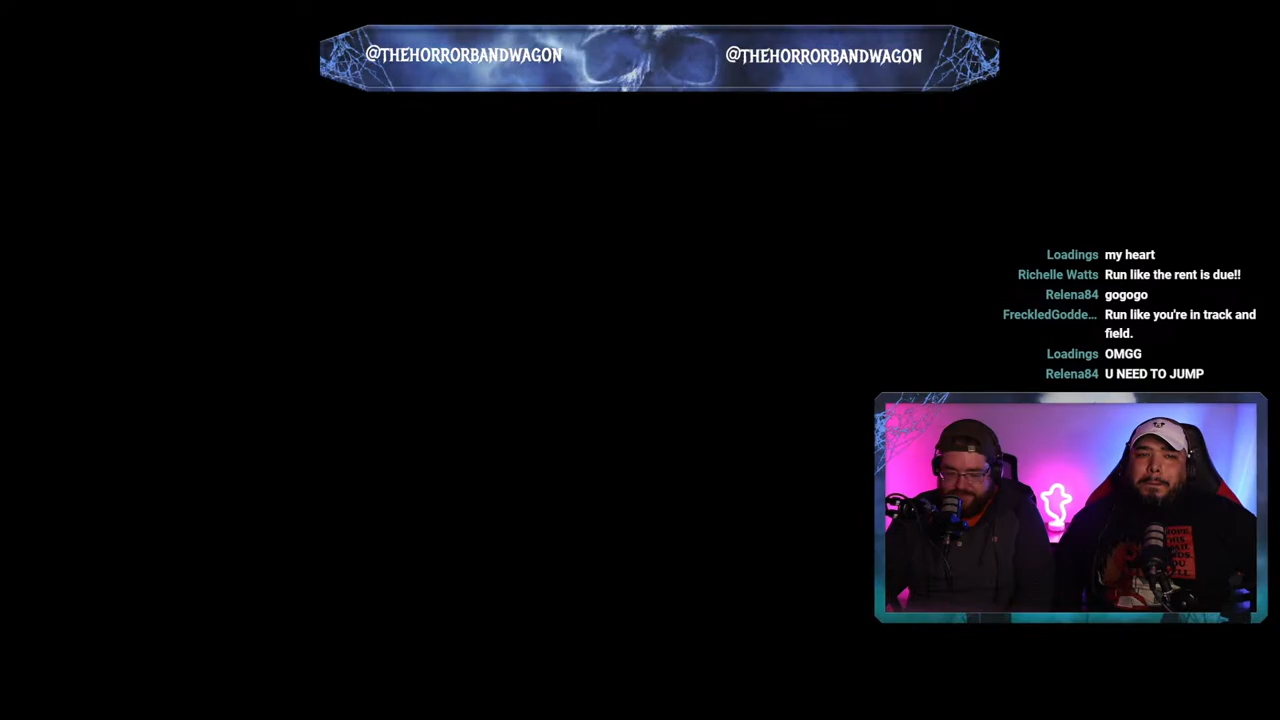 @THEHORRORBANDWAGON @THEHORRORBANDWAGON
Loadings my heart
Richelle Watts Run like the rent is due!!
Relena84 gogogo
FreckledGodde... Run like you're in track and
field.
Loadings OMGG
Relena84 U NEED TO JUMP